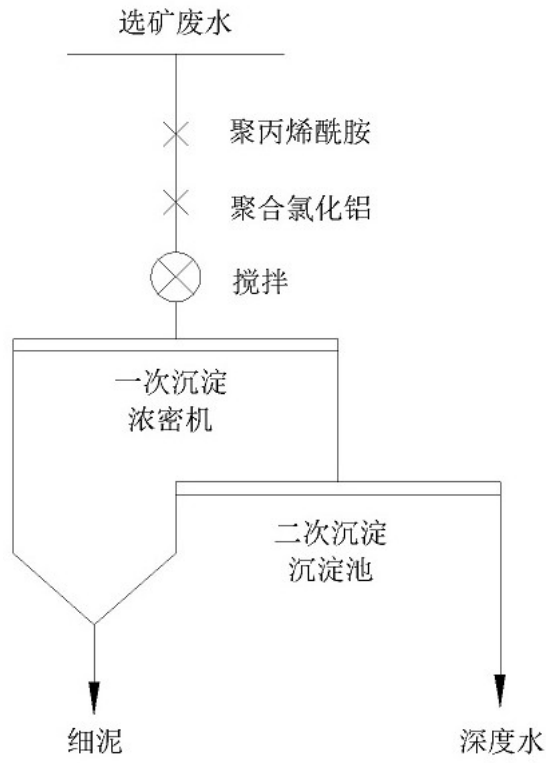 选矿废水
聚丙烯酰胺
聚合氯化铝
搅拌
一次沉淀
浓密机
二次沉淀
沉淀池
细泥
深度水